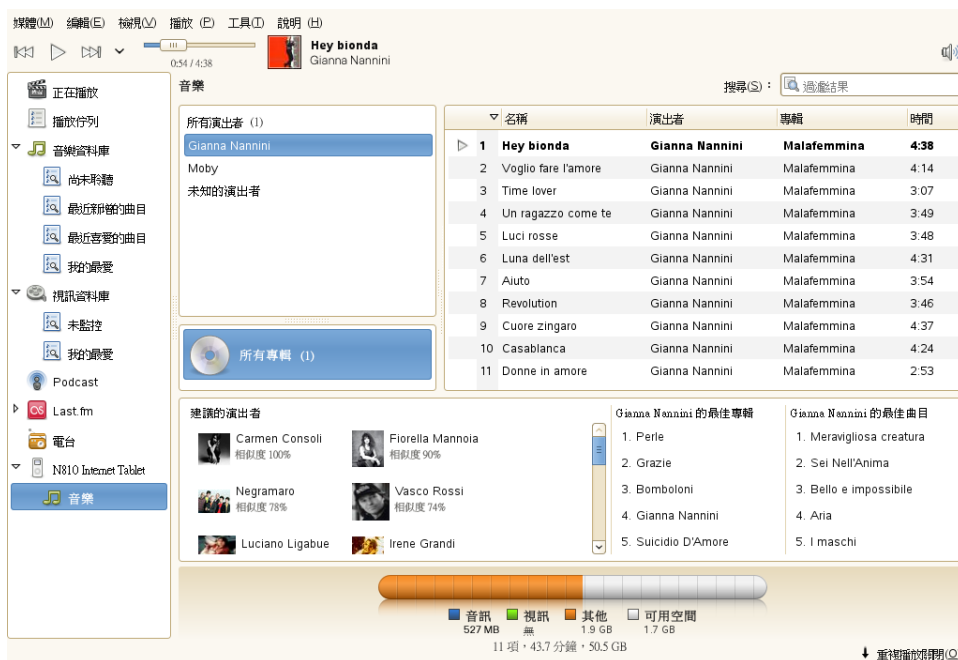 媒體(M) 編輯(E) 檢視(V) 播放 (P) 工具(T) 說明 (H)
Hey bionda
Gianna Nannini
0:54 / 4:38
正在播放
播放佇列
音樂資料庫
尚未聆聽
最近新增的曲目
最近喜愛的曲目
我的最愛
視訊資料庫
未監控
我的最愛
Podcast
Last.fm
電台
N810 Internet Tablet
音樂
音樂
搜尋(S)：
過濾結果
所有演出者 (1)
Gianna Nannini
Moby
未知的演出者
所有專輯 (1)
名稱 演出者 專輯 時間
1 Hey bionda Gianna Nannini Malafemmina 4:38
2 Voglio fare l'amore Gianna Nannini Malafemmina 4:14
3 Time lover Gianna Nannini Malafemmina 3:07
4 Un ragazzo come te Gianna Nannini Malafemmina 3:49
5 Luci rosse Gianna Nannini Malafemmina 3:48
6 Luna dell'est Gianna Nannini Malafemmina 4:31
7 Aiuto Gianna Nannini Malafemmina 3:54
8 Revolution Gianna Nannini Malafemmina 3:46
9 Cuore zingaro Gianna Nannini Malafemmina 4:37
10 Casablanca Gianna Nannini Malafemmina 4:24
11 Donne in amore Gianna Nannini Malafemmina 2:53
建議的演出者
Carmen Consoli
相似度 100%
Fiorella Mannoia
相似度 90%
Negramaro
相似度 78%
Vasco Rossi
相似度 74%
Luciano Ligabue
Irene Grandi
Gianna Nannini 的最佳專輯
1. Perle
2. Grazie
3. Bomboloni
4. Gianna Nannini
5. Suicidio D'Amore
Gianna Nannini 的最佳曲目
1. Meravigliosa creatura
2. Sei Nell'Anima
3. Bello e impossibile
4. Aria
5. I maschi
音訊 視訊 其他 可用空間
527 MB 無 1.9 GB 1.7 GB
11 項，43.7 分鐘，50.5 GB
重複播放關閉(O